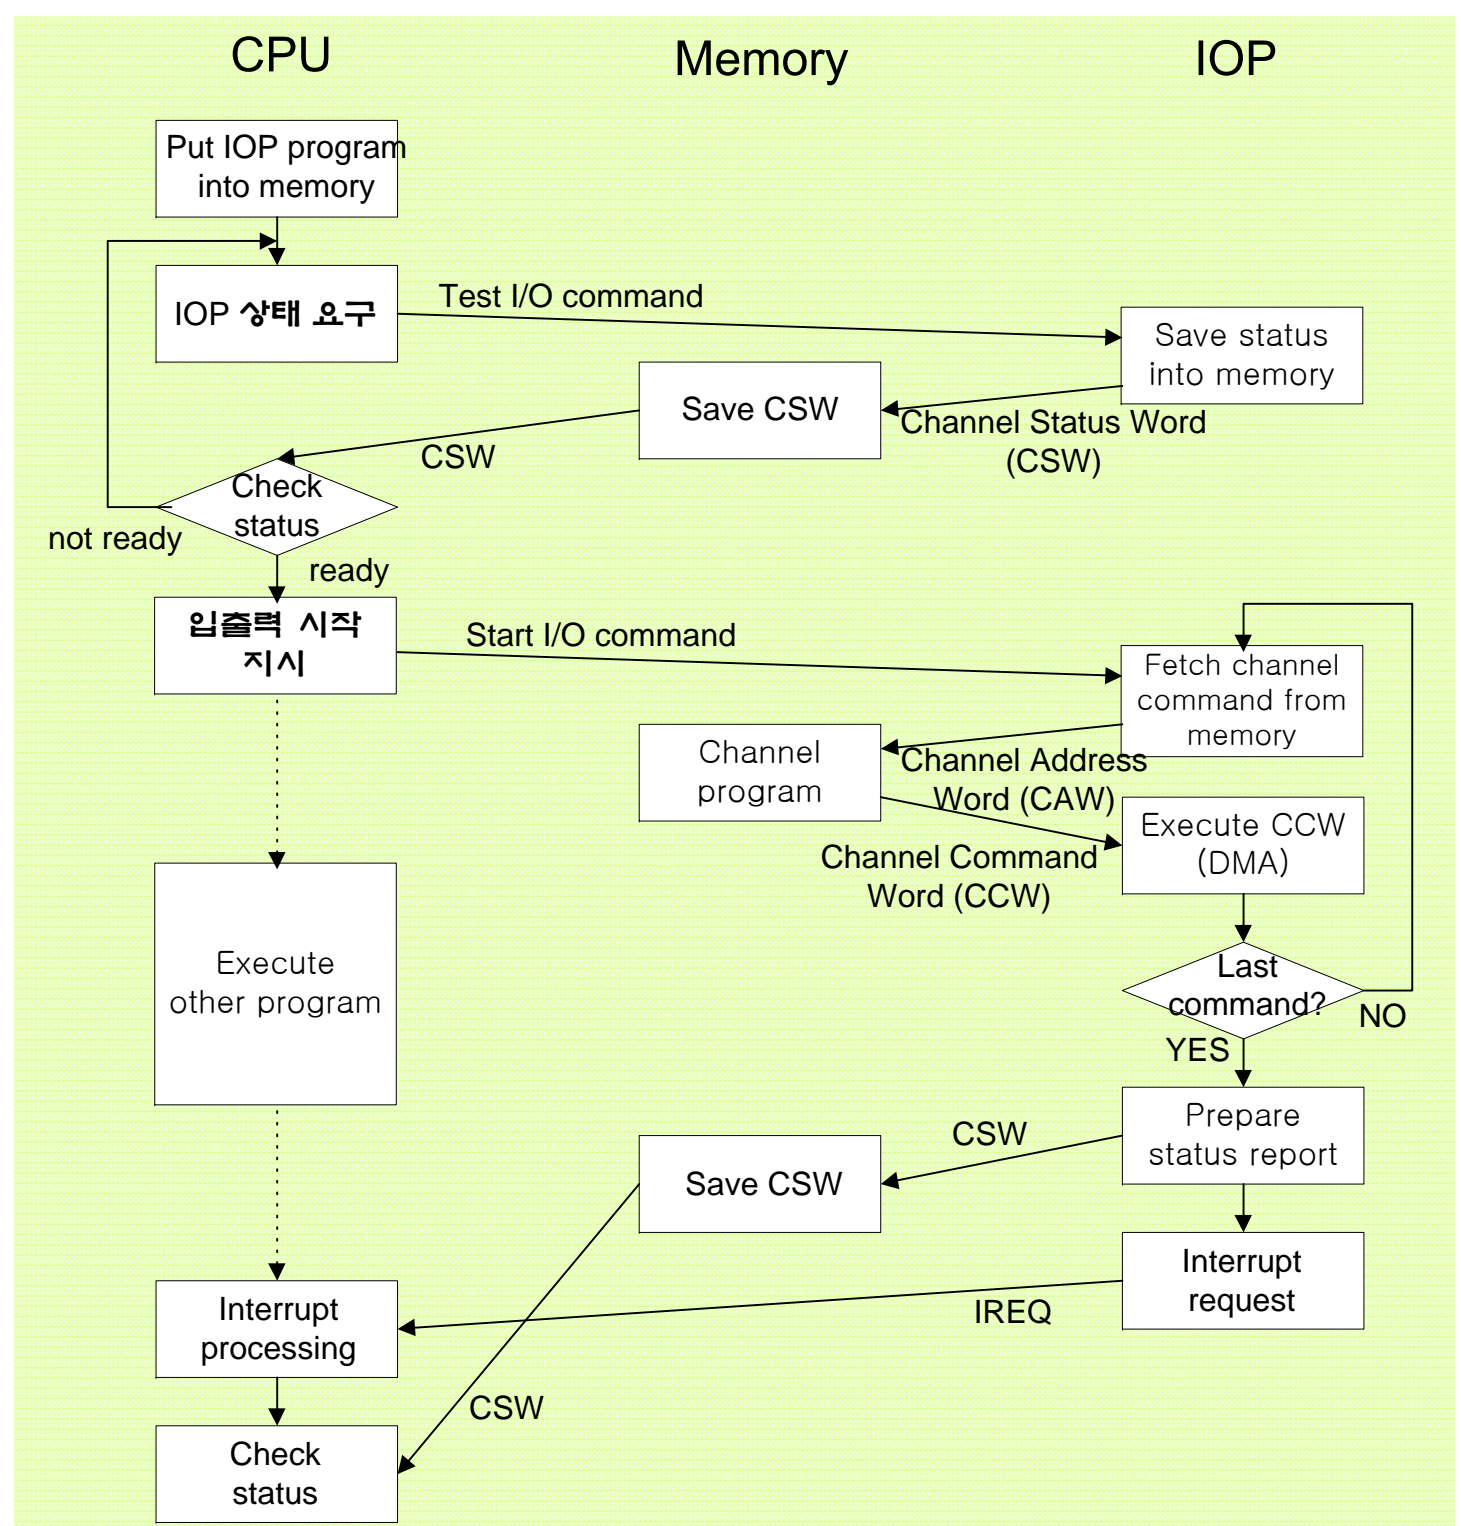 CPU
Memory
IOP
Put IOP program
into memory
IOP 상태 요구
Test I/O command
Save status
into memory
Save CSW
Channel Status Word
(CSW)
CSW
Check
status
not ready
ready
입출력 시작
지시
Start I/O command
Fetch channel
command from
memory
Channel
program
Channel Address
Word (CAW)
Execute CCW
(DMA)
Channel Command
Word (CCW)
Execute
other program
Last
command?
NO
YES
Prepare
status report
CSW
Save CSW
Interrupt
request
IREQ
Interrupt
processing
CSW
Check
status